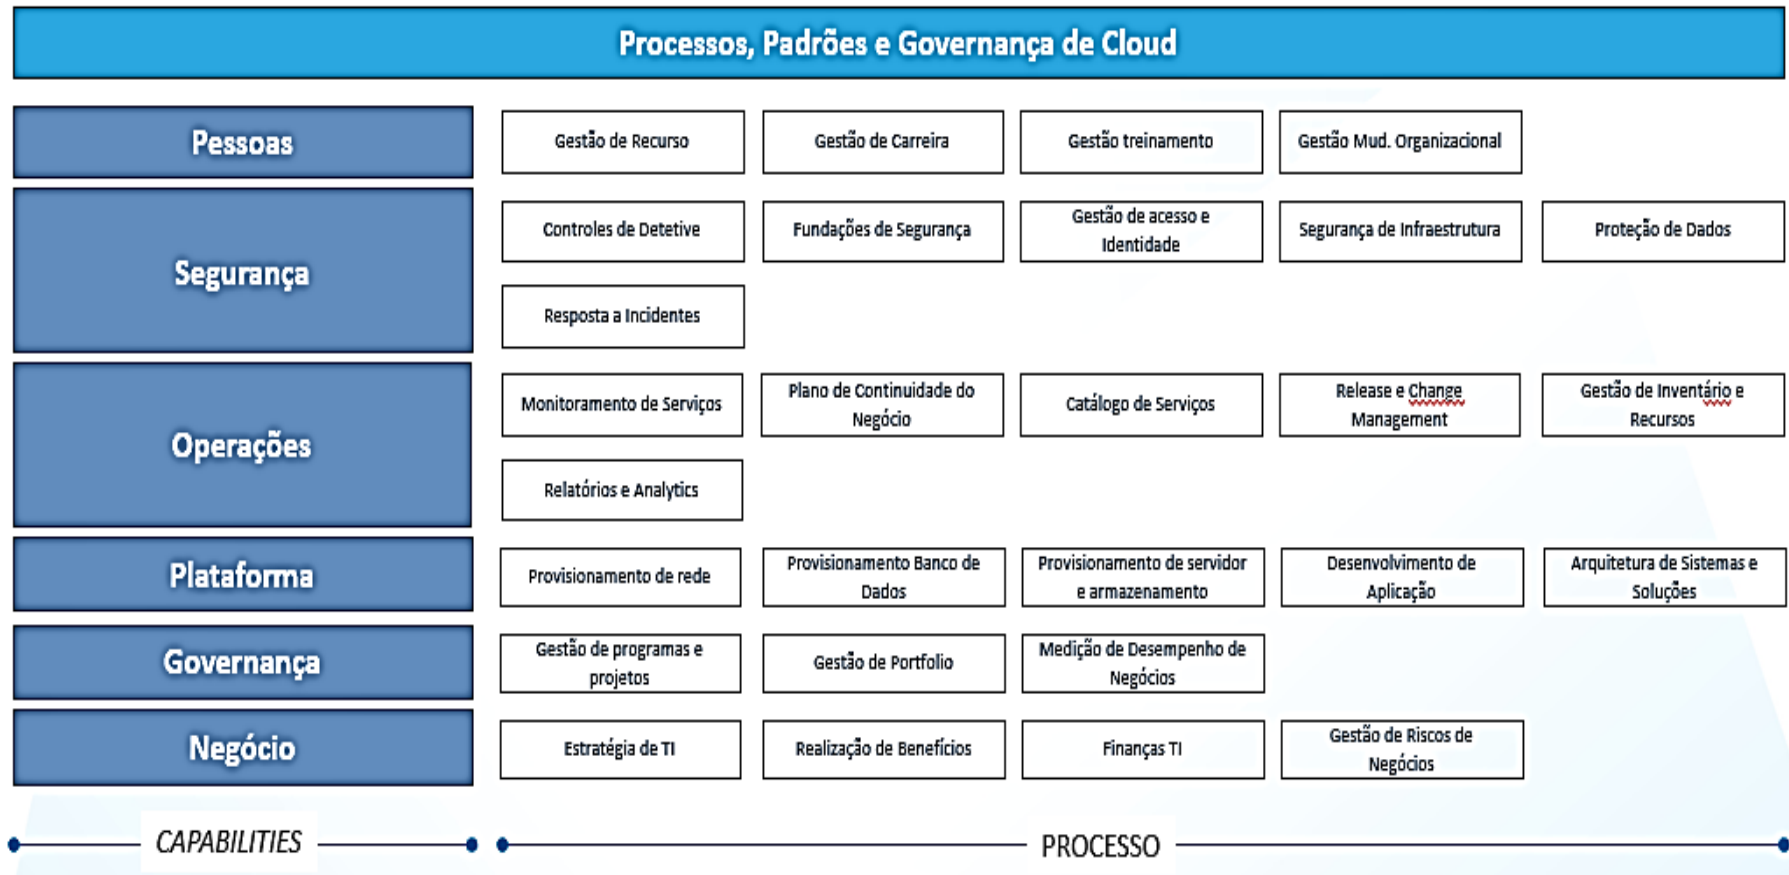 Processos, Padrões e Governança de Cloud
Pessoas
Gestão de Recurso
Gestão de Carreira
Gestão treinamento
Gestão Mud. Organizacional
Segurança
Controles de Detetive
Fundações de Segurança
Gestão de acesso e
Identidade
Segurança de Infraestrutura
Proteção de Dados
Resposta a Incidentes
Operações
Monitoramento de Serviços
Plano de Continuidade do
Negócio
Catálogo de Serviços
Release e Change
Management
Gestão de Inventário e
Recursos
Relatórios e Analytics
Plataforma
Provisionamento de rede
Provisionamento Banco de
Dados
Provisionamento de servidor
e armazenamento
Desenvolvimento de
Aplicação
Arquitetura de Sistemas e
Soluções
Governança
Gestão de programas e
projetos
Gestão de Portfolio
Medição de Desempenho de
Negócios
Negócio
Estratégia de TI
Realização de Benefícios
Finanças TI
Gestão de Riscos de
Negócios
CAPABILITIES
PROCESSO